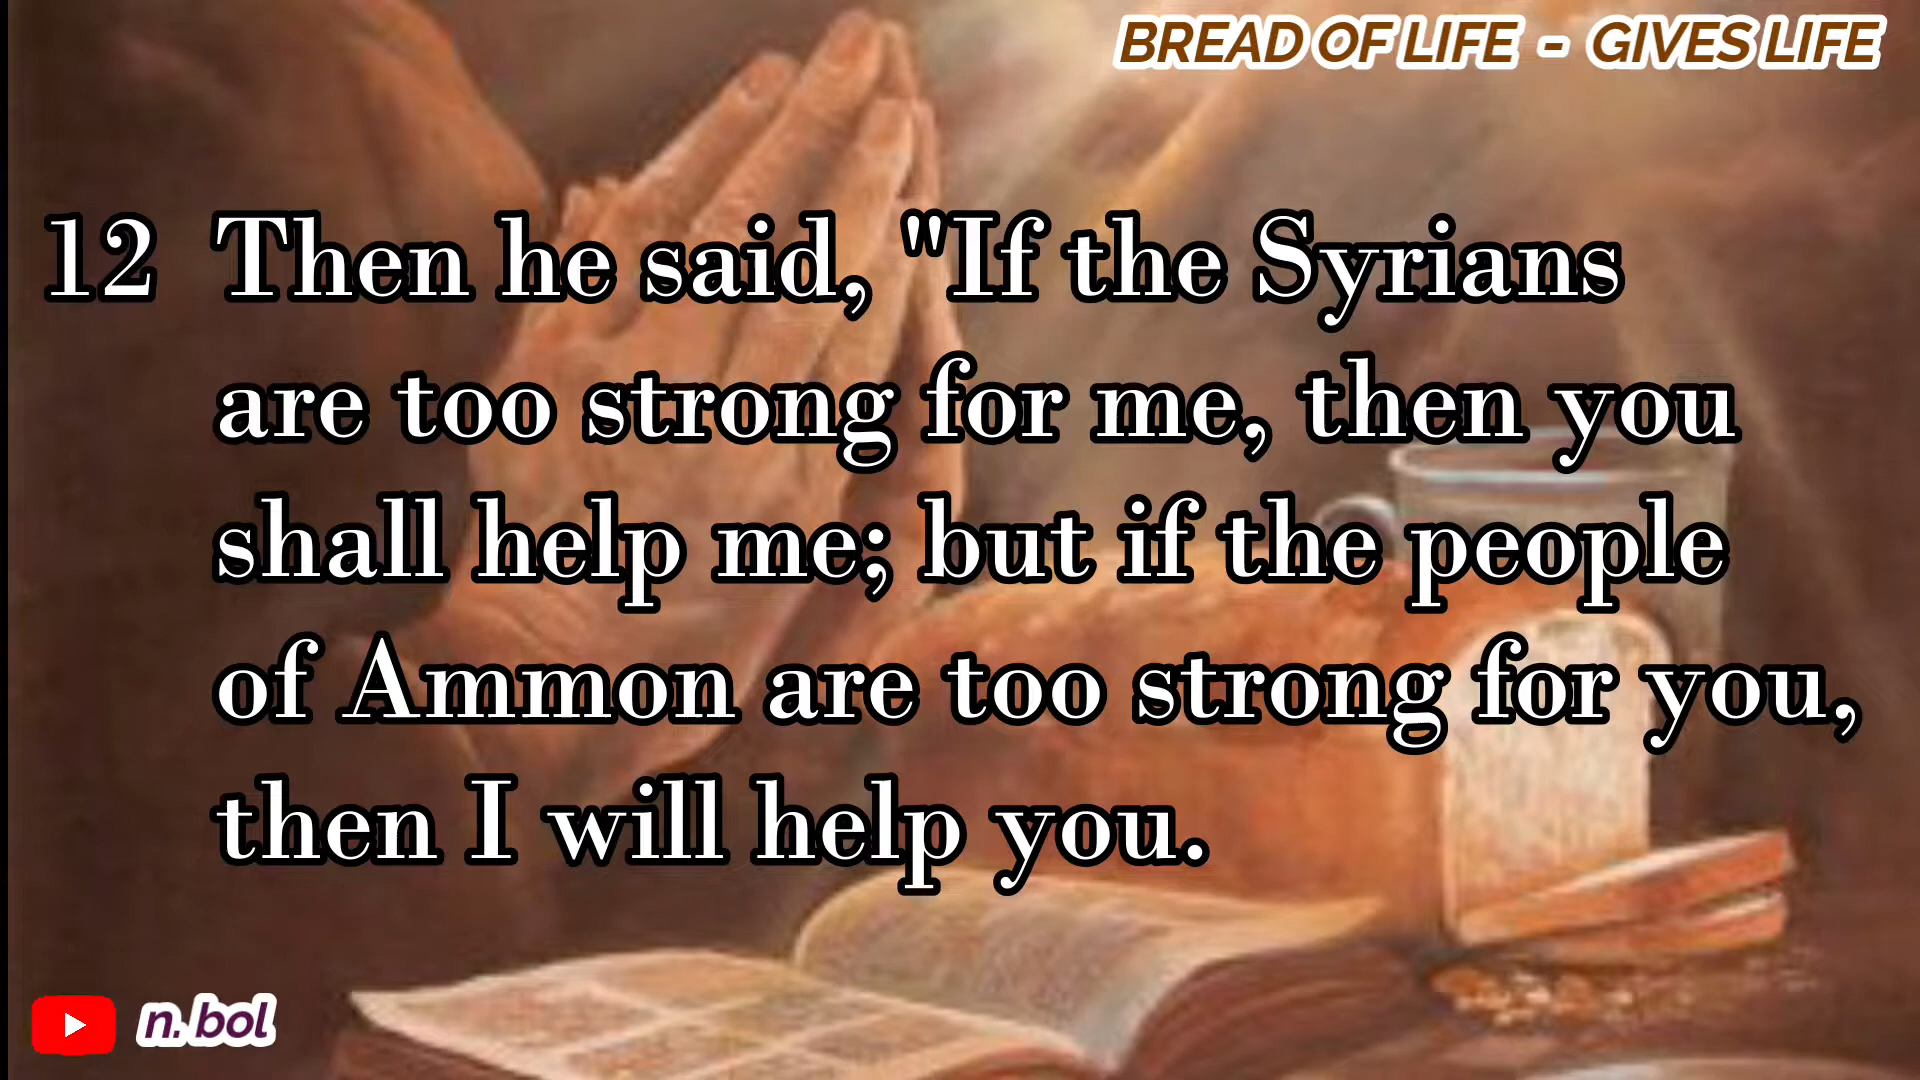 BREAD OF LIFE - GIVES LIFE
12 Then he said, "If the Syrians
are too strong for me, then you
shall help me; but if the people
of Ammon are too strong for you,
then I will help you.
n. bol